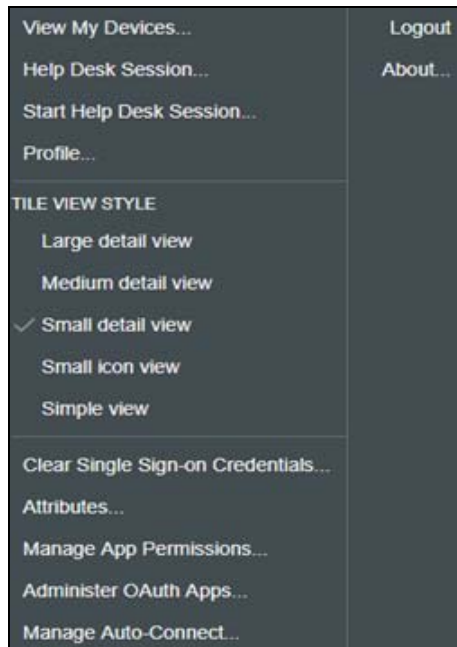 View My Devices...
Help Desk Session...
Start Help Desk Session...
Profile...
TILE VIEW STYLE
Large detail view
Medium detail view
Small detail view
Small icon view
Simple view
Clear Single Sign-on Credentials...
Attributes...
Manage App Permissions...
Administer OAuth Apps...
Manage Auto-Connect...
Logout
About...